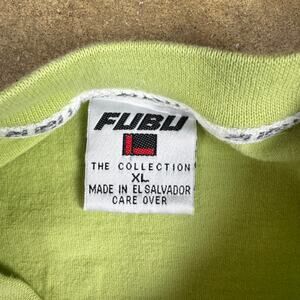 FUBU
THE COLLECTION
XL
MADE IN EL SALVADOR
CARE OVER